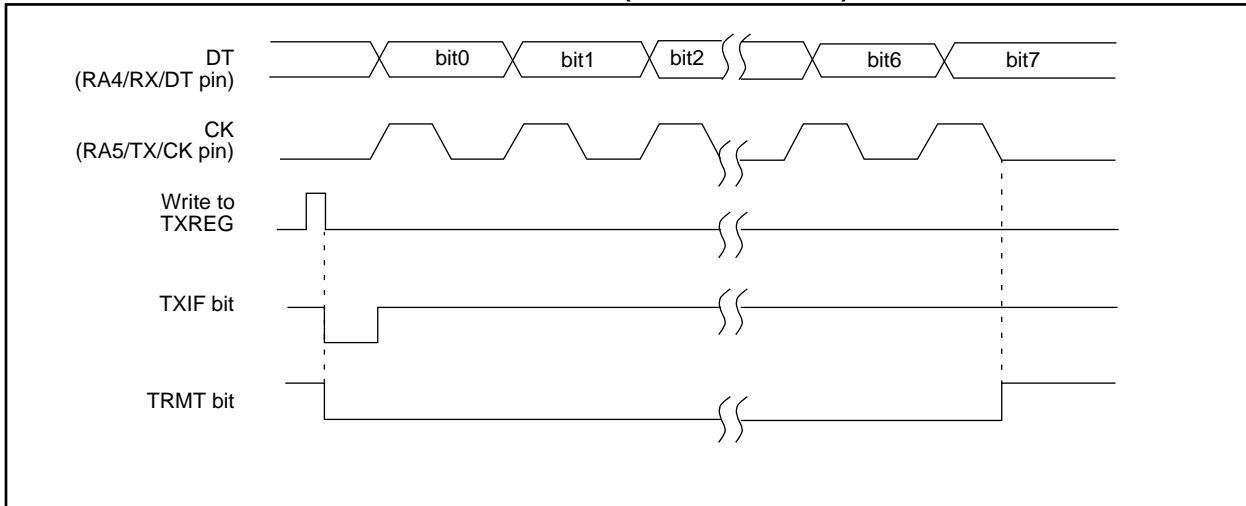 DT
(RA4/RX/DT pin)
bit0
bit1
bit2
bit6
bit7
CK
(RA5/TX/CK pin)
Write to
TXREG
TXIF bit
TRMT bit